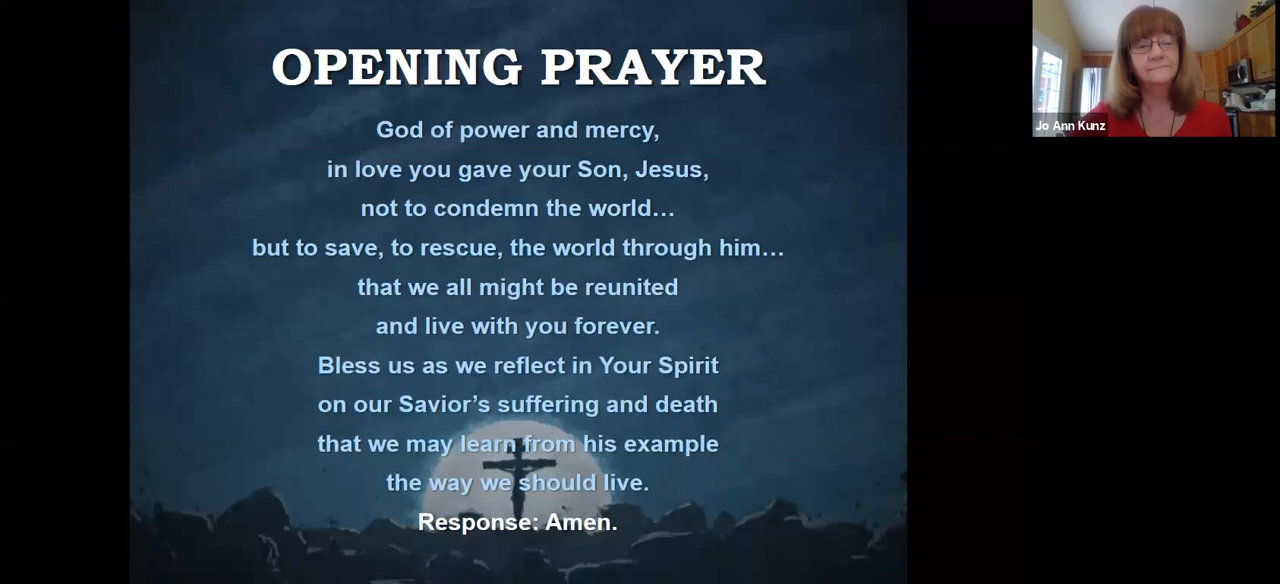 OPENING PRAYER
God of power and mercy,
in love you gave your Son, Jesus,
not to condemn the world…
but to save, to rescue, the world through him…
that we all might be reunited
and live with you forever.
Bless us as we reflect in Your Spirit
on our Savior’s suffering and death
that we may learn from his example
the way we should live.
Response: Amen.
Jo Ann Kunz